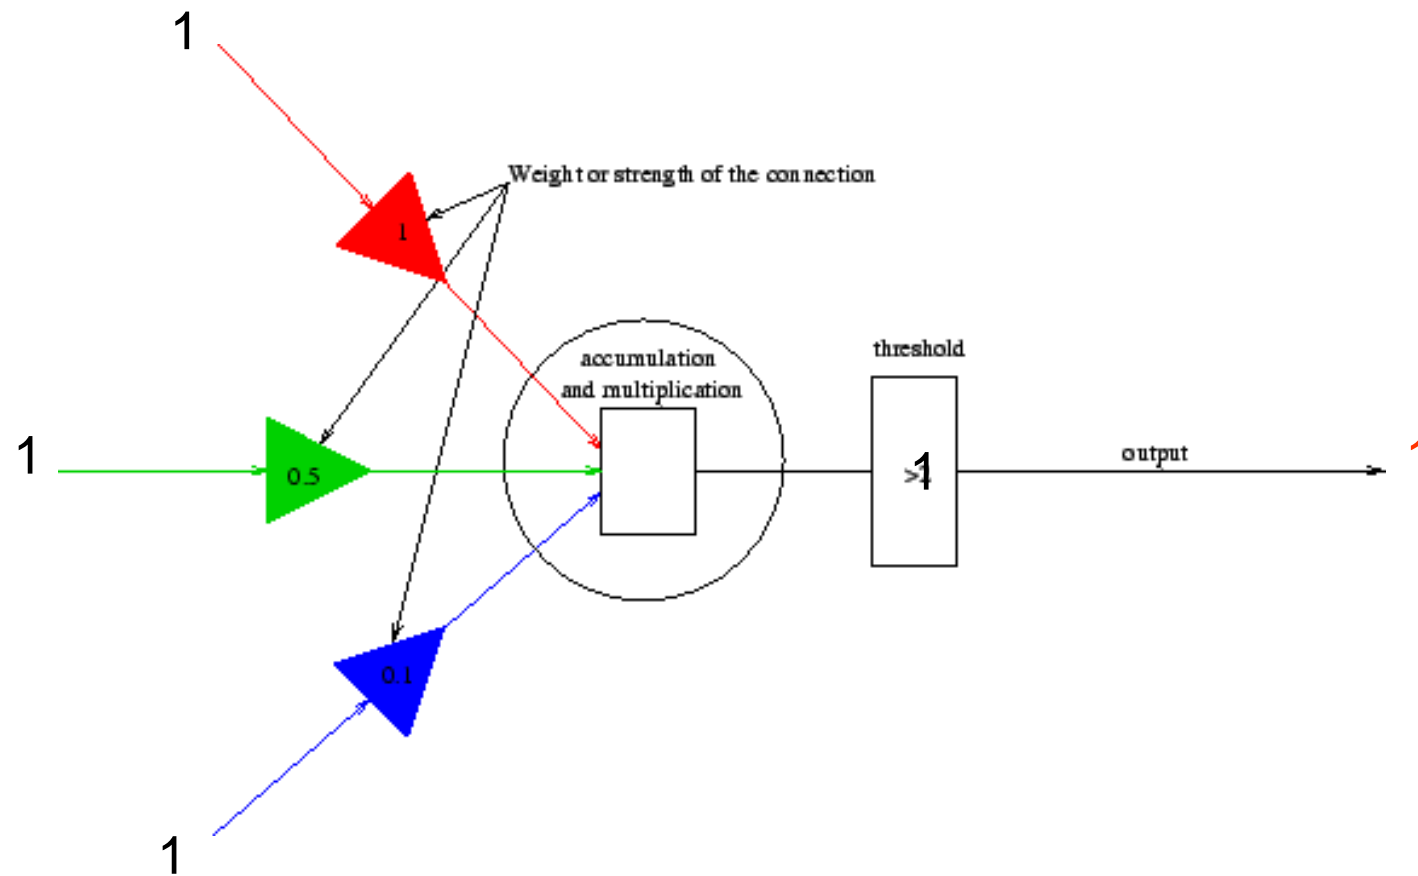 1
Weight or strength of the connection
1
threshold
accumulation
and multiplication
output
1
0.5
1
0.1
1